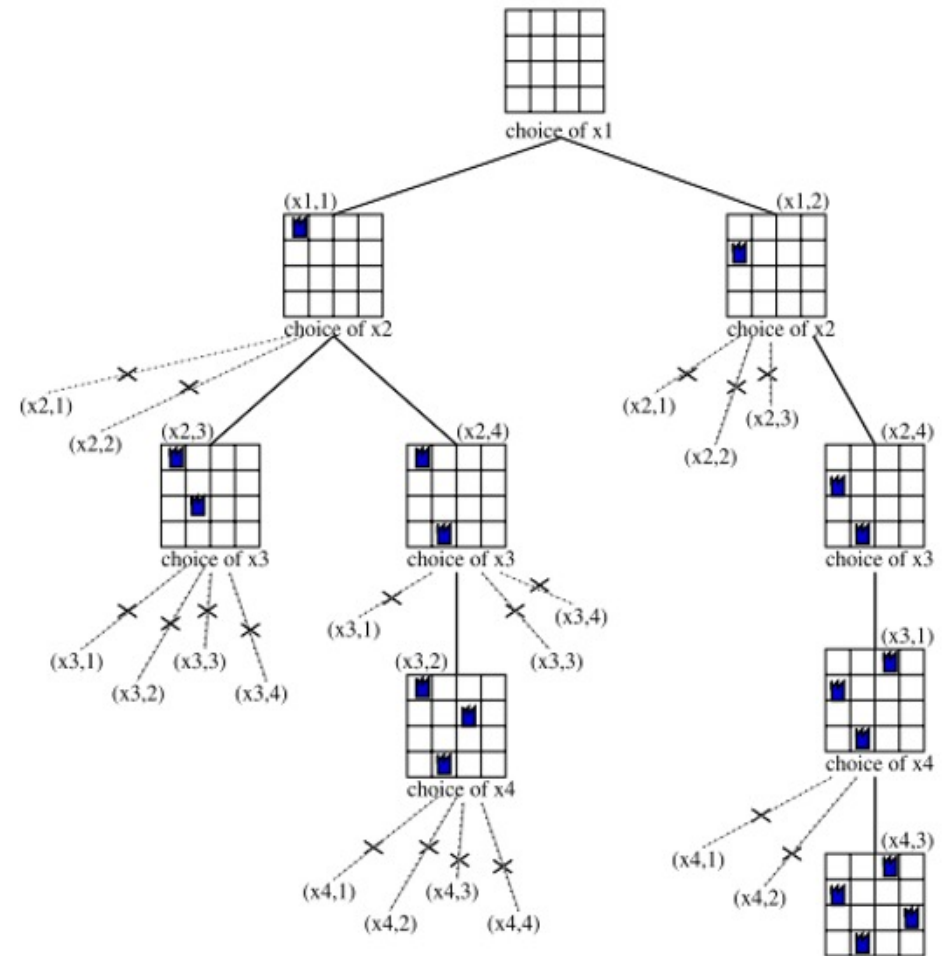 choice of x1
(x1,1)
(x1,2)
choice of x2
choice of x2
(x2,1)
(x2,2)
(x2,1)
(x2,2)
(x2,3)
(x2,3)
(x2,4)
(x2,4)
choice of x3
choice of x3
choice of x3
(x3,1)
(x3,2)
(x3,3)
(x3,4)
(x3,1)
(x3,2)
(x3,3)
(x3,4)
(x3,1)
choice of x4
choice of x4
(x4,1)
(x4,2)
(x4,3)
(x4,4)
(x4,1)
(x4,2)
(x4,3)